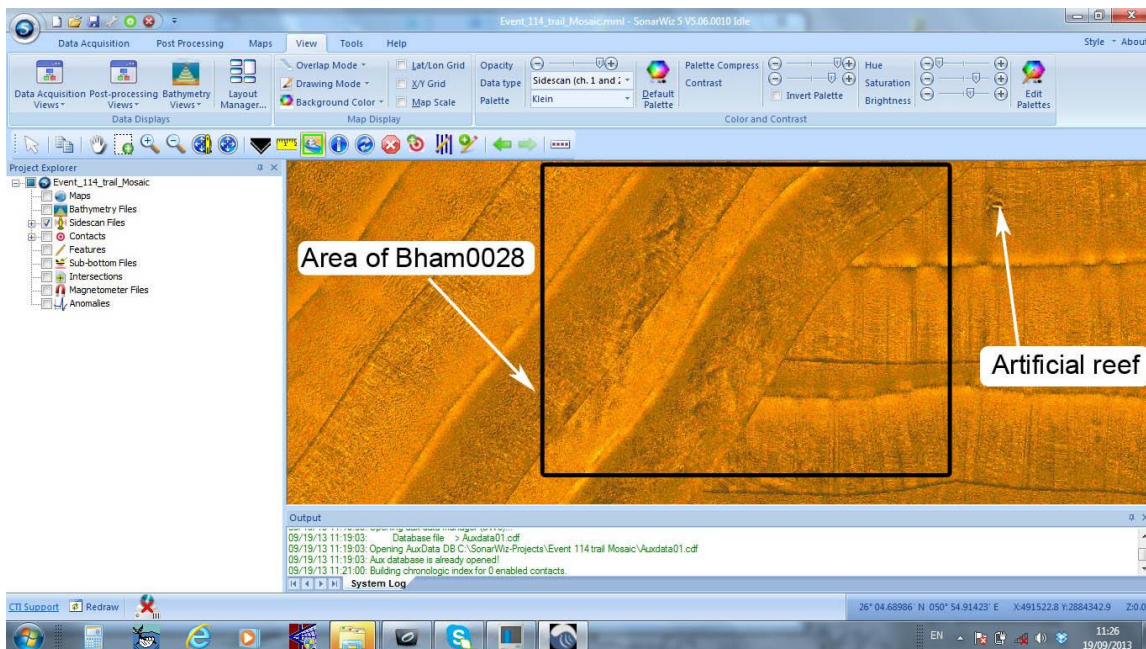 Event_114_trail_Mosaic.mml - SonarWiz 5 V5.06.0010 Idle
Data Acquisition Post Processing Maps View Tools Help Style About
Data Acquisition Views
Post-processing Views
Bathymetry Views
Layout Manager...
Data Displays
Overlap Mode
Drawing Mode
Background Color
Lat/Lon Grid
X/Y Grid
Map Scale
Map Display
Opacity
Data type Sidescan (ch. 1 and 2
Palette Klein
Default Palette
Palette Compress
Contrast
Invert Palette
Hue
Saturation
Brightness
Edit Palettes
Color and Contrast
Project Explorer
Event_114_trail_Mosaic
Maps
Bathymetry Files
Sidescan Files
Contacts
Features
Sub-bottom Files
Intersections
Magnetometer Files
Anomalies
Area of Bham0028
Artificial reef
Output
09/19/13 11:19:03: Database file > Auxdata01.cdf
09/19/13 11:19:03: Opening AuxData DB C:\SonarWiz-Projects\Event 114 trail Mosaic\Auxdata01.cdf
09/19/13 11:19:03: Aux database is already opened!
09/19/13 11:21:00: Building chronologic index for 0 enabled contacts.
System Log
CTI Support Redraw
26° 04.68986' N 050° 54.91423' E X:491522.8 Y:2884342.9 Z:0.0
EN
11:26
19/09/2013